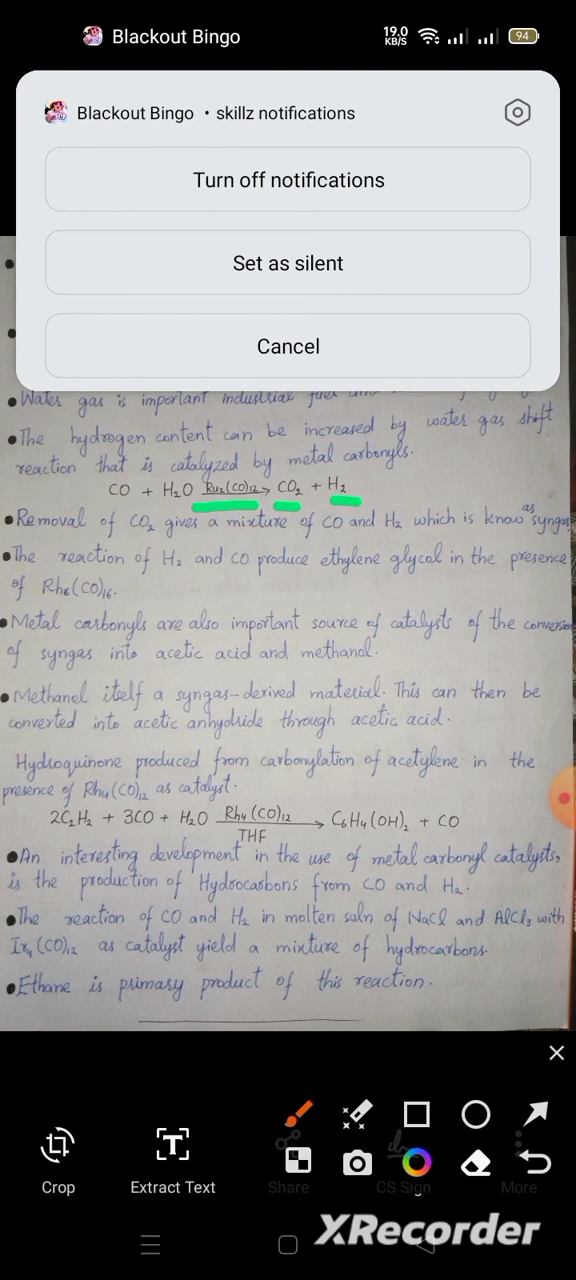 Blackout Bingo
19.0 KB/S
94
Blackout Bingo • skillz notifications
Turn off notifications
Set as silent
Cancel
•Water gas is important industrial fuel
•The hydrogen content can be increased by water gas shift
reaction that is catalyzed by metal carbonyls.
CO + H₂O Ru₂(CO)₁₂ → CO₂ + H₂
•Removal of CO₂ gives a mixture of CO and H₂ which is know as syngas
•The reaction of H₂ and CO produce ethylene glycol in the presence
of Rh₆(CO)₁₆.
•Metal carbonyls are also important source of catalysts of the conversion
of syngas into acetic acid and methanol.
•Methanol itself a syngas-derived material. This can then be
converted into acetic anhydride through acetic acid.
Hydroquinone produced from carbonylation of acetylene in the
presence of Rh₄(CO)₁₂ as catalyst.
2C₂H₂ + 3CO + H₂O Rh₄(CO)₁₂ THF → C₆H₄(OH)₂ + CO
•An interesting development in the use of metal carbonyl catalysts,
is the production of Hydrocarbons from CO and H₂.
•The reaction of CO and H₂ in molten soln of NaCl and AlCl₃ with
Ir₄(CO)₁₂ as catalyst yield a mixture of hydrocarbons.
•Ethane is primary product of this reaction.
Crop
Extract Text
Share
CS Sign
More
XRecorder